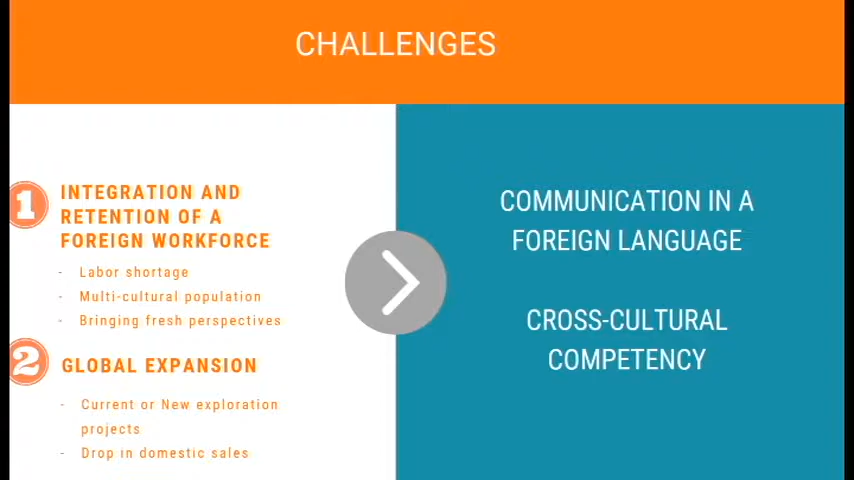 CHALLENGES
1
INTEGRATION AND
RETENTION OF A
FOREIGN WORKFORCE
- Labor shortage
- Multi-cultural population
- Bringing fresh perspectives
2
GLOBAL EXPANSION
- Current or New exploration
projects
- Drop in domestic sales
COMMUNICATION IN A
FOREIGN LANGUAGE
CROSS-CULTURAL
COMPETENCY